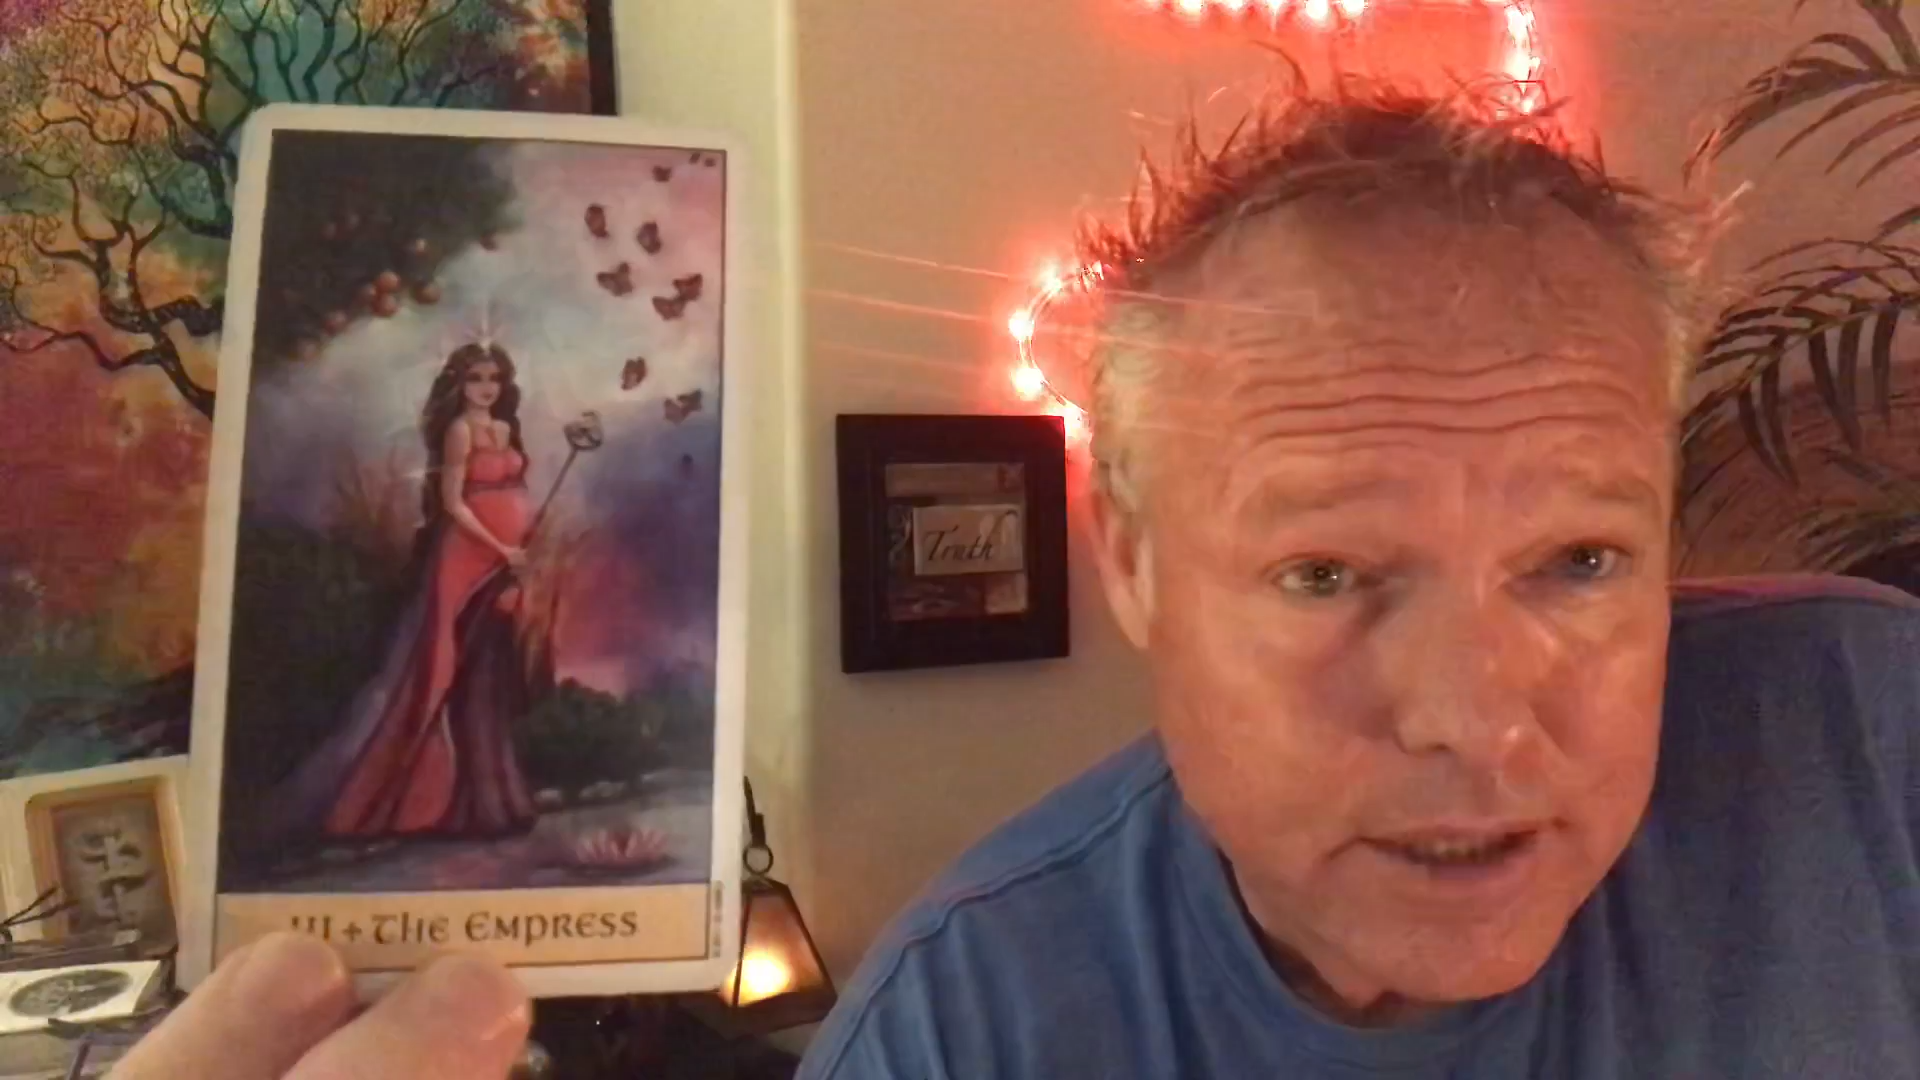 III + THE EMPRESS
Truth